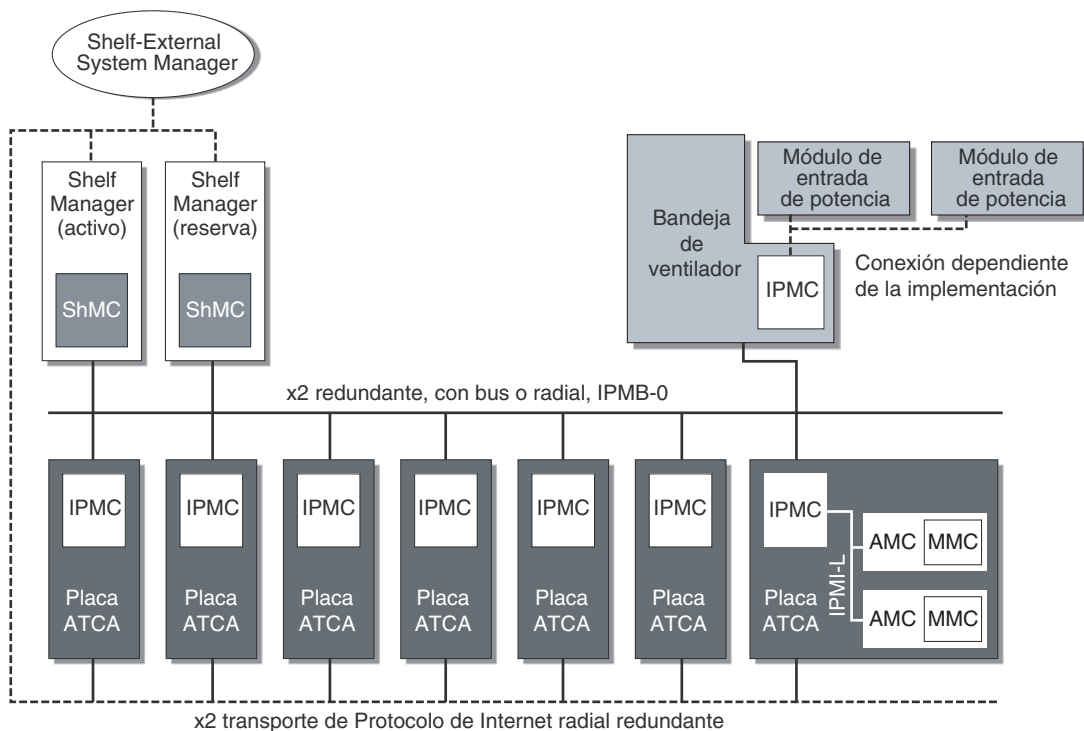 Shelf-External
System Manager
Shelf
Manager
(activo)
ShMC
Shelf
Manager
(reserva)
ShMC
Bandeja
de
ventilador
IPMC
Módulo de
entrada
de potencia
Módulo de
entrada
de potencia
Conexión dependiente
de la implementación
x2 redundante, con bus o radial, IPMB-0
IPMC
Placa
ATCA
IPMC
Placa
ATCA
IPMC
Placa
ATCA
IPMC
Placa
ATCA
IPMC
Placa
ATCA
IPMC
Placa
ATCA
IPMC
Placa
ATCA
IPMI-L
AMC MMC
AMC MMC
x2 transporte de Protocolo de Internet radial redundante